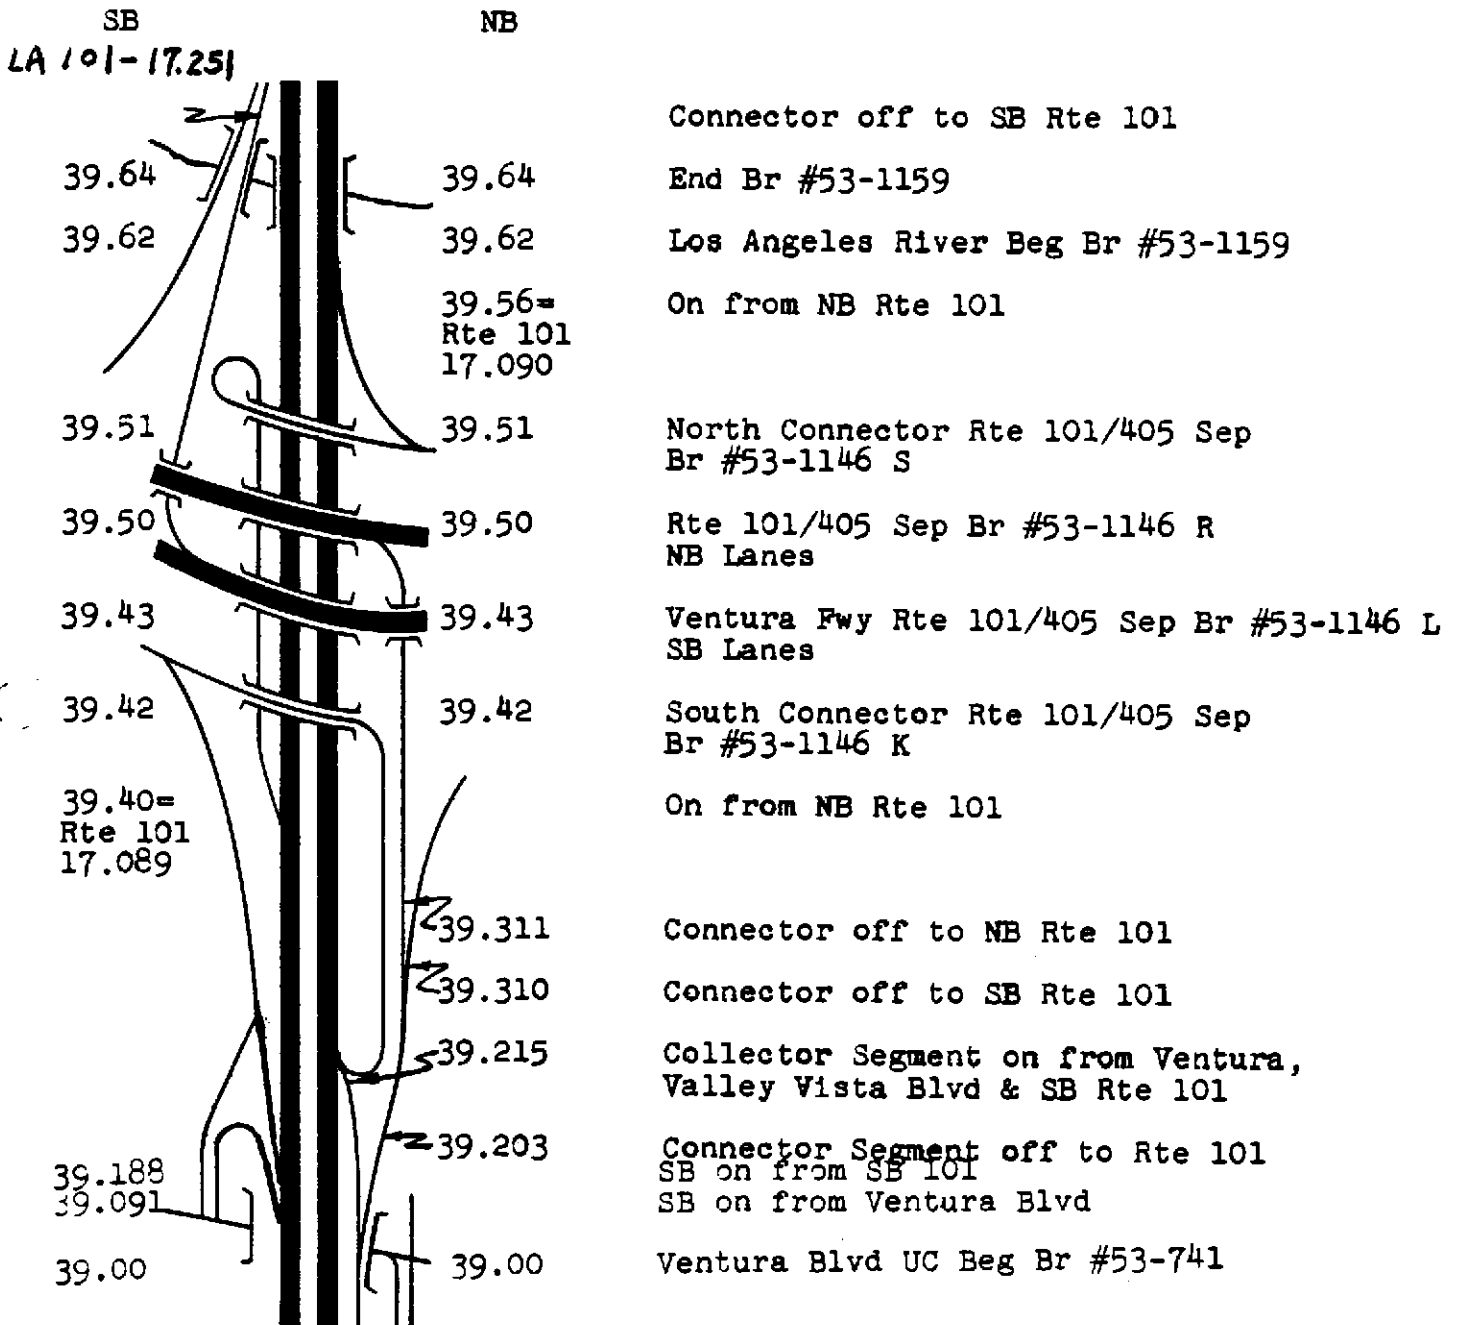 SB NB
LA 101-17.251
Connector off to SB Rte 101
39.64 39.64 End Br #53-1159
39.62 39.62 Los Angeles River Beg Br #53-1159
39.56= On from NB Rte 101
Rte 101
17.090
39.51 39.51 North Connector Rte 101/405 Sep
Br #53-1146 S
39.50 39.50 Rte 101/405 Sep Br #53-1146 R
NB Lanes
39.43 39.43 Ventura Fwy Rte 101/405 Sep Br #53-1146 L
SB Lanes
39.42 39.42 South Connector Rte 101/405 Sep
Br #53-1146 K
39.40= On from NB Rte 101
Rte 101
17.089
39.311 Connector off to NB Rte 101
39.310 Connector off to SB Rte 101
39.215 Collector Segment on from Ventura,
Valley Vista Blvd & SB Rte 101
39.203 Connector Segment off to Rte 101
39.188 SB on from SB 101
39.091 SB on from Ventura Blvd
39.00 39.00 Ventura Blvd UC Beg Br #53-741